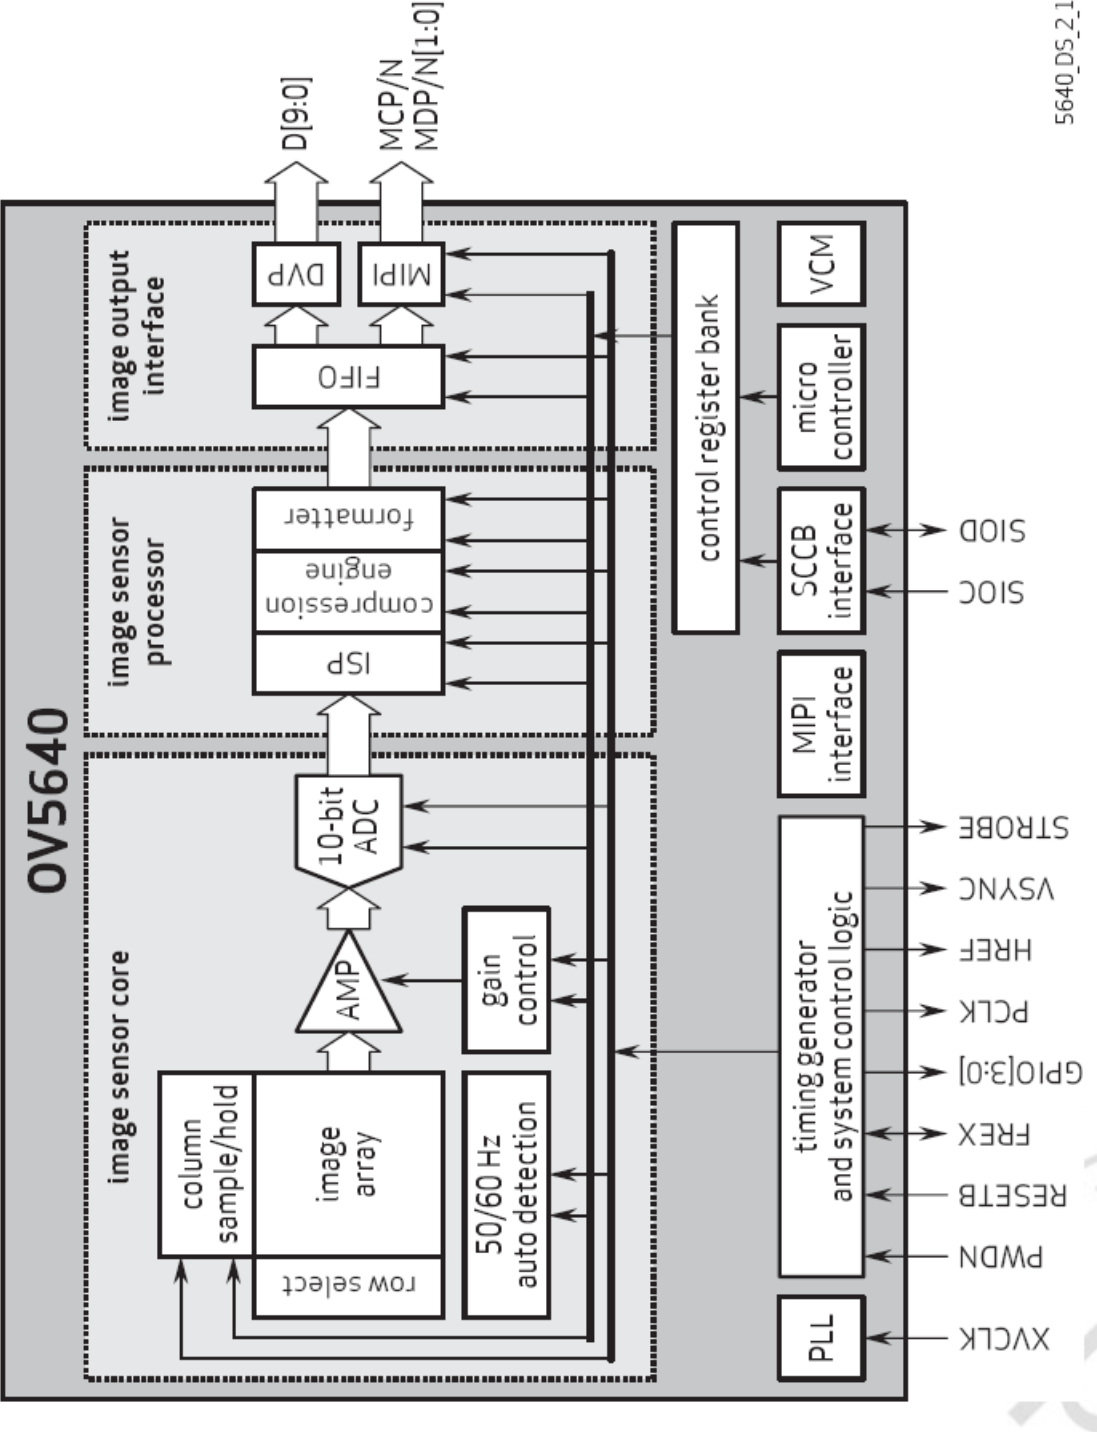 OV5640
image sensor core
image sensor
processor
image output
interface
column
sample/hold
image
array
row select
AMP
10-bit
ADC
gain
control
50/60 Hz
auto detection
ISP
compression
engine
formatter
FIFO
DVP
MIPI
D[9:0]
MCP/N
MDP/N[1:0]
control register bank
PLL
timing generator
and system control logic
MIPI
interface
SCCB
interface
micro
controller
VCM
XVCLK
PWDN
RESETB
FREX
GPIO[3:0]
PCLK
HREF
VSYNC
STROBE
SIOC
SIOD
5640_DS_2_1